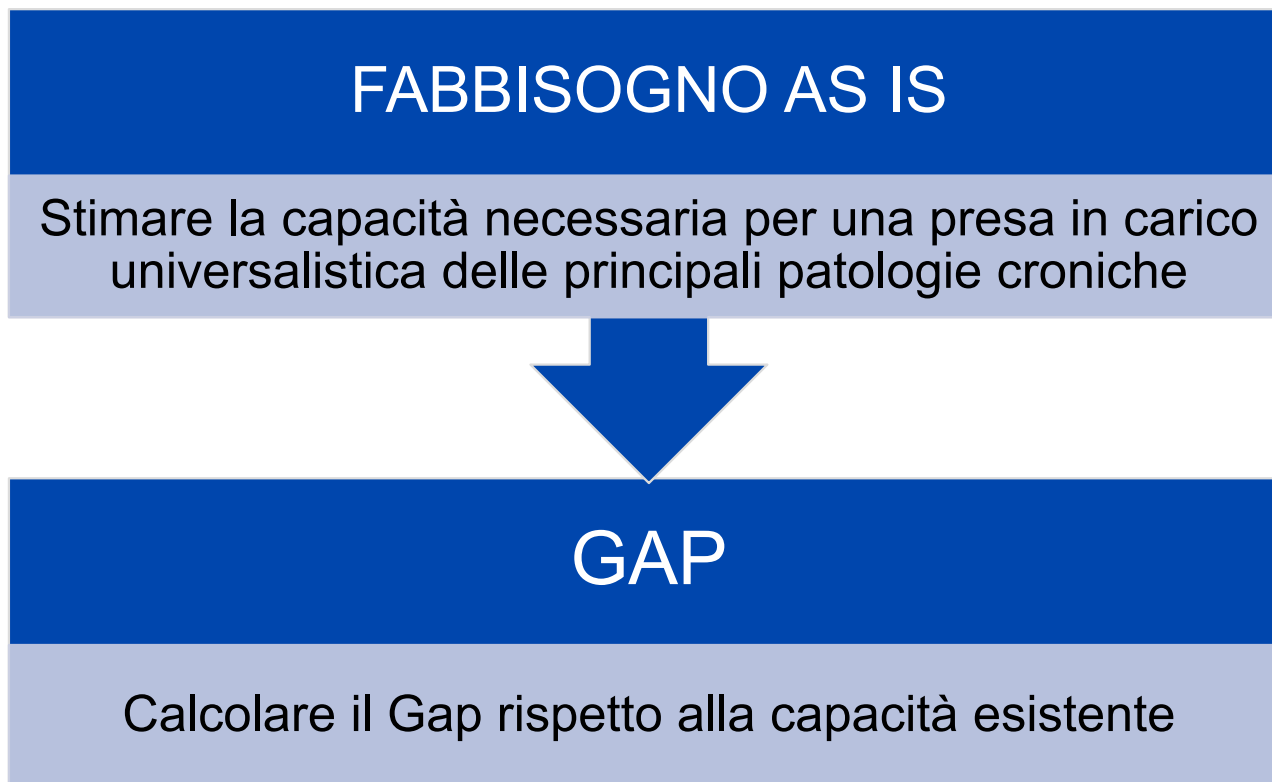 FABBISOGNO AS IS
Stimare la capacità necessaria per una presa in carico
universalistica delle principali patologie croniche
GAP
Calcolare il Gap rispetto alla capacità esistente